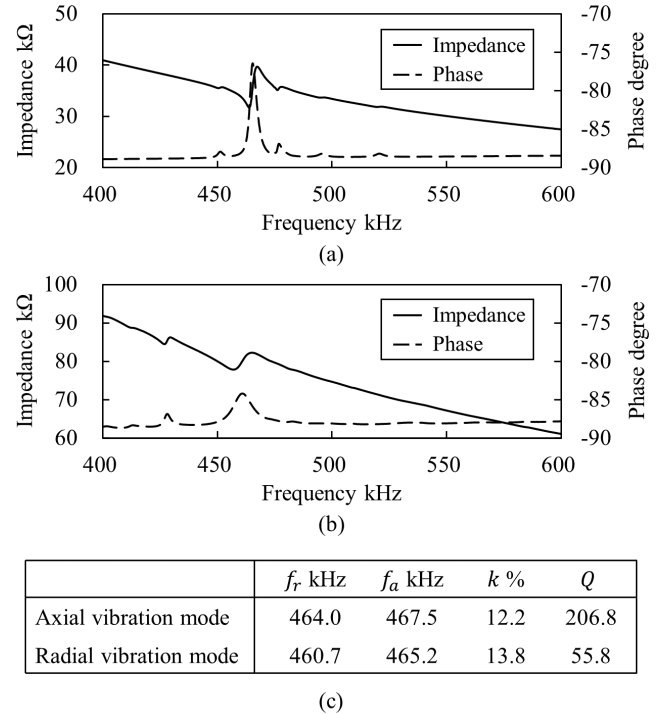 50
40
30
20
Impedance kΩ
-70
-75
-80
-85
-90
Phase degree
Impedance
Phase
400 450 500 550 600
Frequency kHz
(a)
100
90
80
70
60
Impedance kΩ
-70
-75
-80
-85
-90
Phase degree
Impedance
Phase
400 450 500 550 600
Frequency kHz
(b)
f_r kHz f_a kHz k % Q
Axial vibration mode 464.0 467.5 12.2 206.8
Radial vibration mode 460.7 465.2 13.8 55.8
(c)